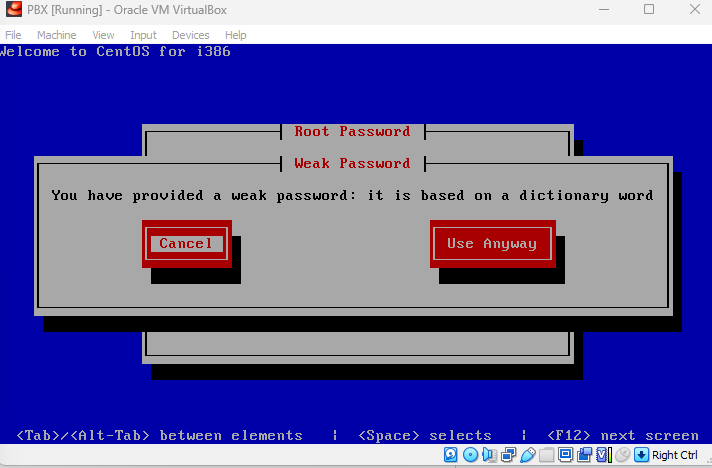 PBX [Running] - Oracle VM VirtualBox
File Machine View Input Devices Help
Welcome to CentOS for i386
Root Password
Weak Password
You have provided a weak password: it is based on a dictionary word
Cancel Use Anyway
<Tab>/<Alt-Tab> between elements | <Space> selects | <F12> next screen
Right Ctrl